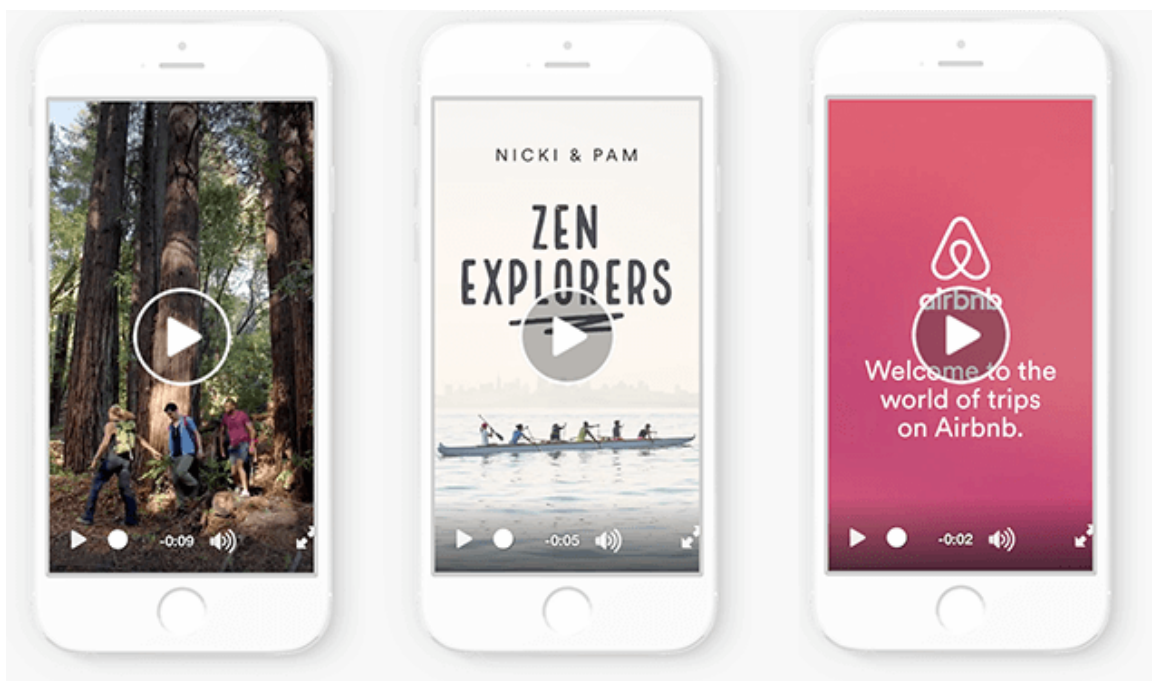 -0:09
NICKI & PAM
ZEN
EXPLORERS
-0:05
airbnb
Welcome to the
world of trips
on Airbnb.
-0:02